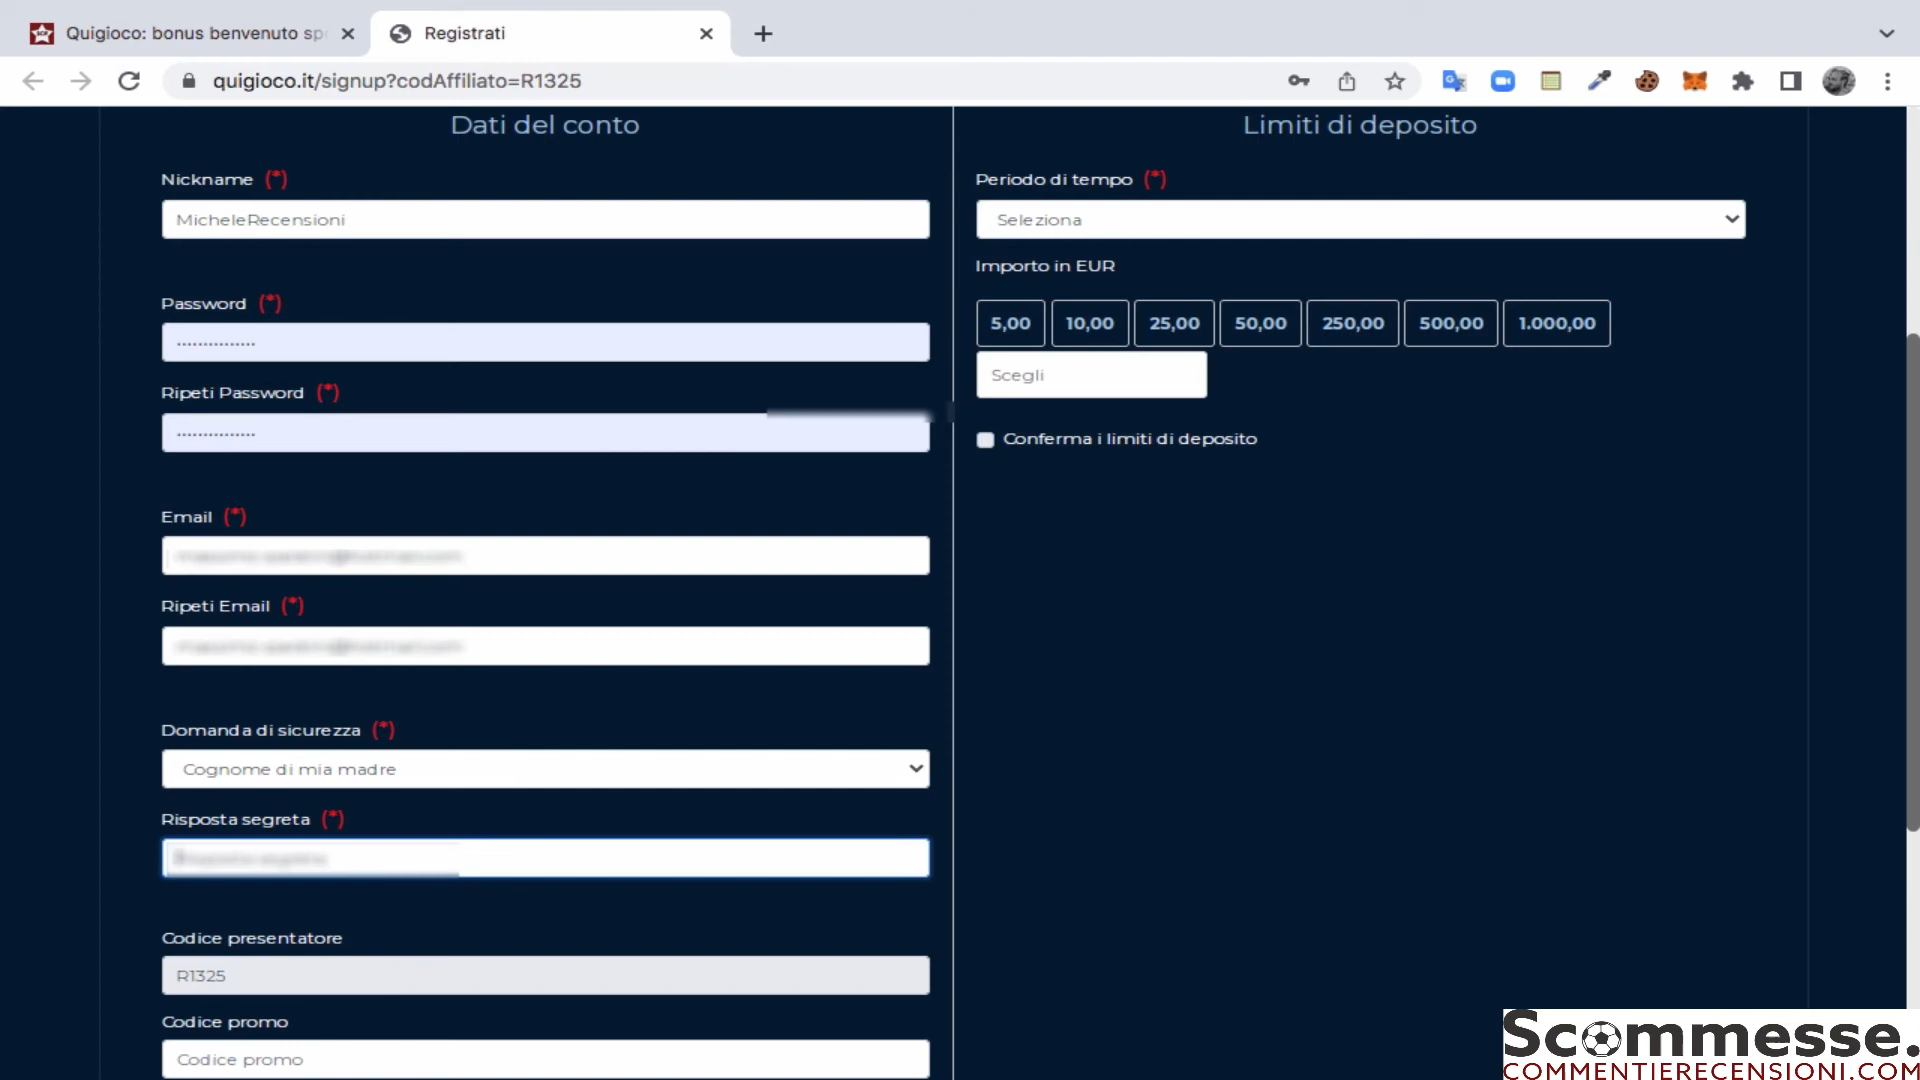 Quigioco: bonus benvenuto sp
Registrati
quigioco.it/signup?codAffiliato=R1325
Dati del conto
Nickname (*)
MicheleRecensioni
Password (*)
Ripeti Password (*)
Email (*)
Ripeti Email (*)
Domanda di sicurezza (*)
Cognome di mia madre
Risposta segreta (*)
Codice presentatore
R1325
Codice promo
Codice promo
Limiti di deposito
Periodo di tempo (*)
Seleziona
Importo in EUR
5,00 10,00 25,00 50,00 250,00 500,00 1.000,00
Scegli
Conferma i limiti di deposito
Scommesse.
COMMENTIERECENSIONI.COM